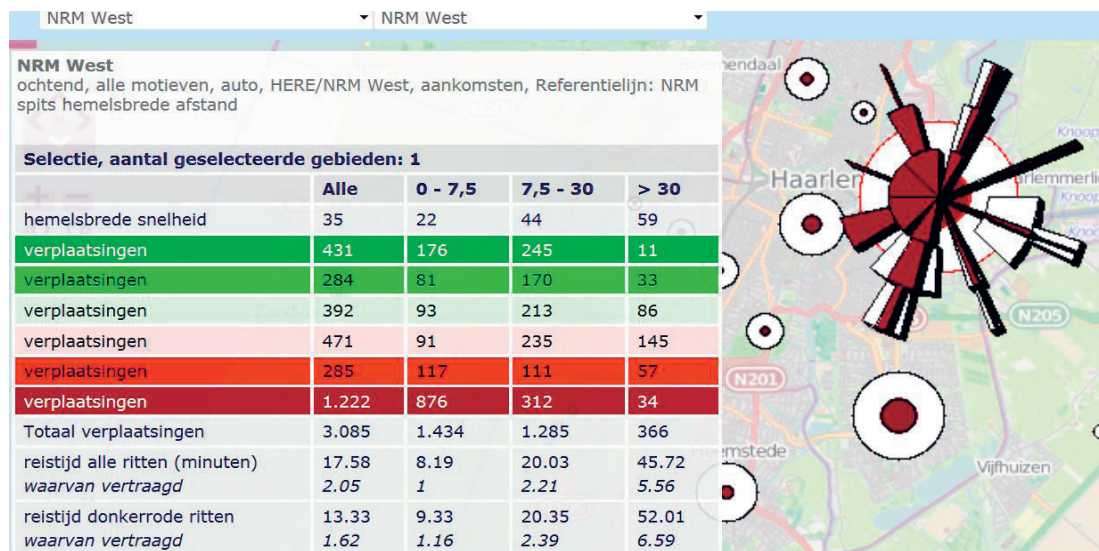 NRM West NRM West
NRM West
ochtend, alle motieven, auto, HERE/NRM West, aankomsten, Referentielijn: NRM
spits hemelsbrede afstand
Selectie, aantal geselecteerde gebieden: 1
Alle 0 - 7,5 7,5 - 30 > 30
hemelsbrede snelheid 35 22 44 59
verplaatsingen 431 176 245 11
verplaatsingen 284 81 170 33
verplaatsingen 392 93 213 86
verplaatsingen 471 91 235 145
verplaatsingen 285 117 111 57
verplaatsingen 1.222 876 312 34
Totaal verplaatsingen 3.085 1.434 1.285 366
reistijd alle ritten (minuten) 17.58 8.19 20.03 45.72
waarvan vertraagd 2.05 1 2.21 5.56
reistijd donkerrode ritten 13.33 9.33 20.35 52.01
waarvan vertraagd 1.62 1.16 2.39 6.59
Haarle
N205
N201
Vijfhuizen